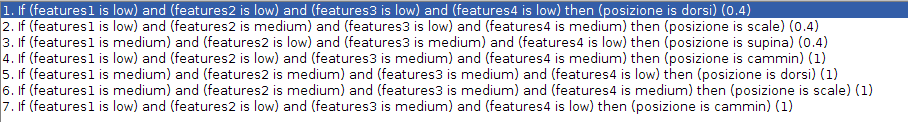 1. If (features1 is low) and (features2 is low) and (features3 is low) and (features4 is low) then (posizione is dorsi) (0.4)
2. If (features1 is low) and (features2 is medium) and (features3 is low) and (features4 is medium) then (posizione is scale) (0.4)
3. If (features1 is medium) and (features2 is low) and (features3 is medium) and (features4 is low) then (posizione is supina) (0.4)
4. If (features1 is low) and (features2 is low) and (features3 is medium) and (features4 is medium) then (posizione is cammin) (1)
5. If (features1 is medium) and (features2 is medium) and (features3 is medium) and (features4 is low) then (posizione is dorsi) (1)
6. If (features1 is medium) and (features2 is medium) and (features3 is medium) and (features4 is medium) then (posizione is scale) (1)
7. If (features1 is low) and (features2 is low) and (features3 is medium) and (features4 is low) then (posizione is cammin) (1)